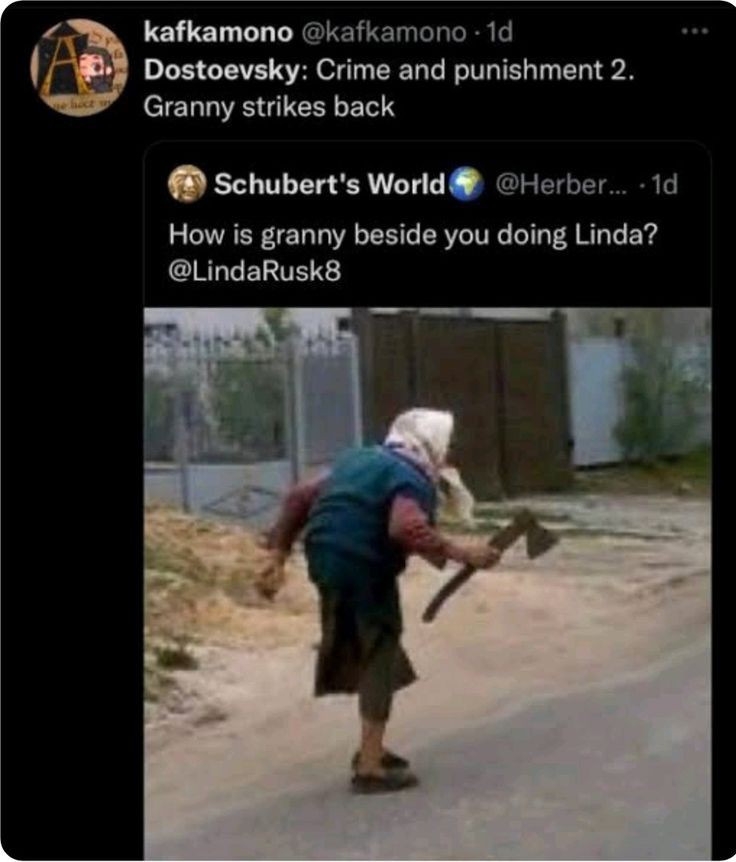 kafkamono @kafkamono · 1d
Dostoevsky: Crime and punishment 2.
Granny strikes back
Schubert's World🌍 @Herber... · 1d
How is granny beside you doing Linda?
@LindaRusk8